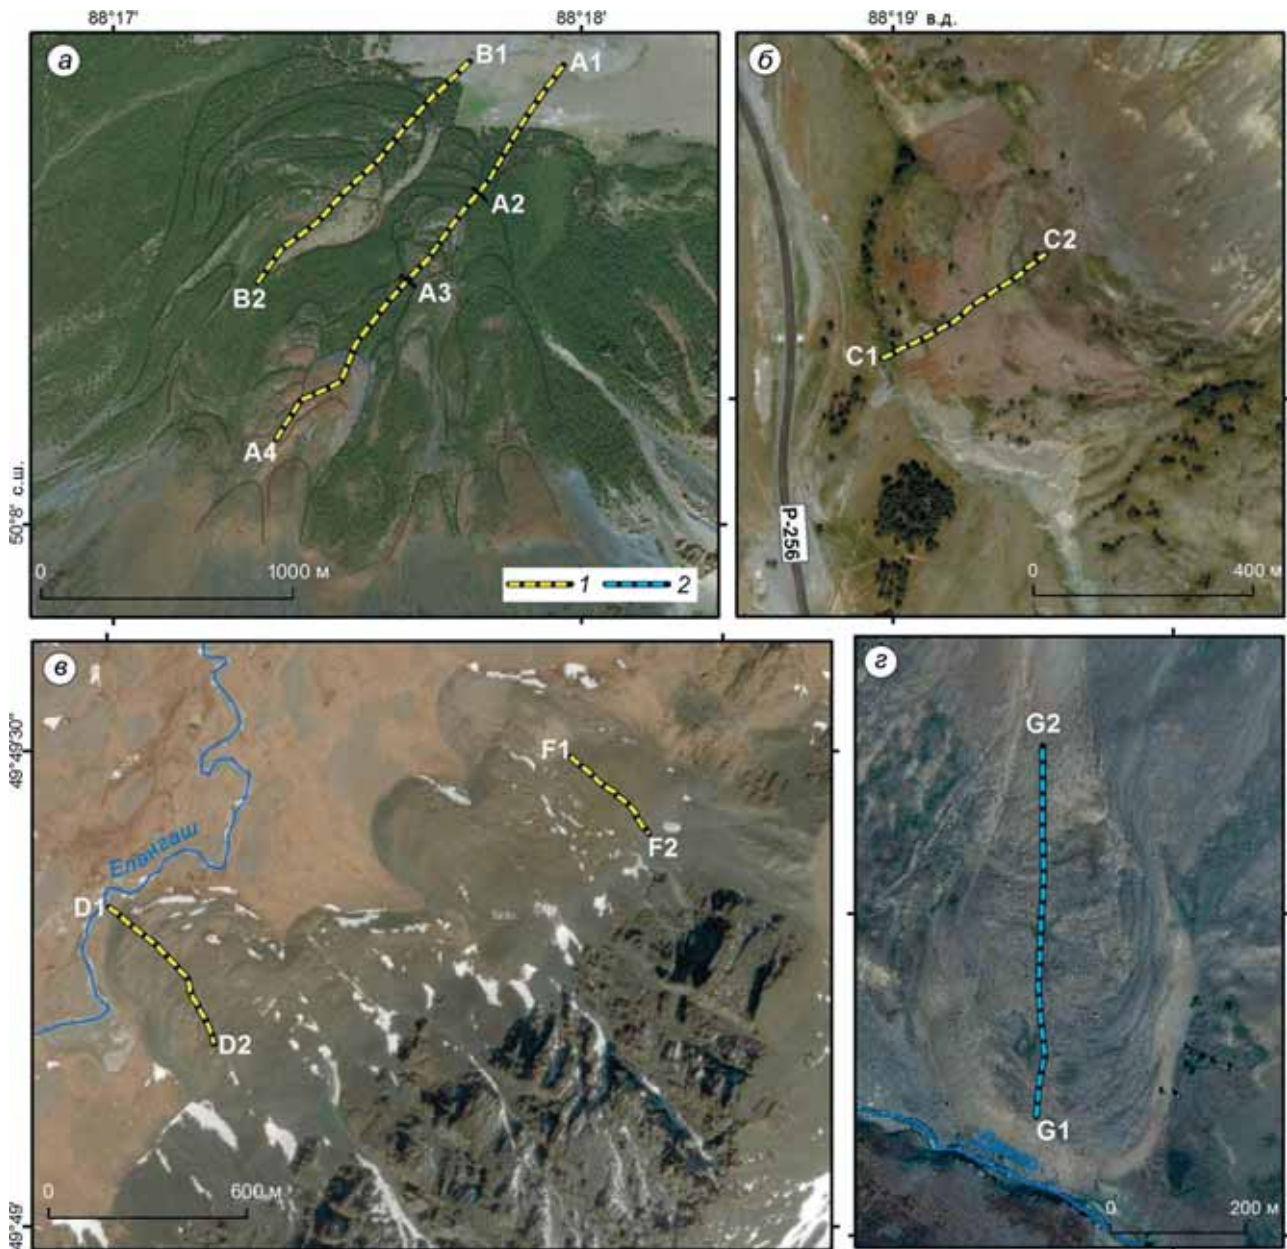 88°17'
88°18'
88°19' в.д.
а
B1
A1
A2
B2
A3
A4
50°8' с.ш.
0
1000 м
1
2
б
C2
C1
Р-256
0
400 м
в
49°49'30"
F1
F2
Елангаш
D1
D2
0
600 м
49°49'
г
G2
G1
0
200 м